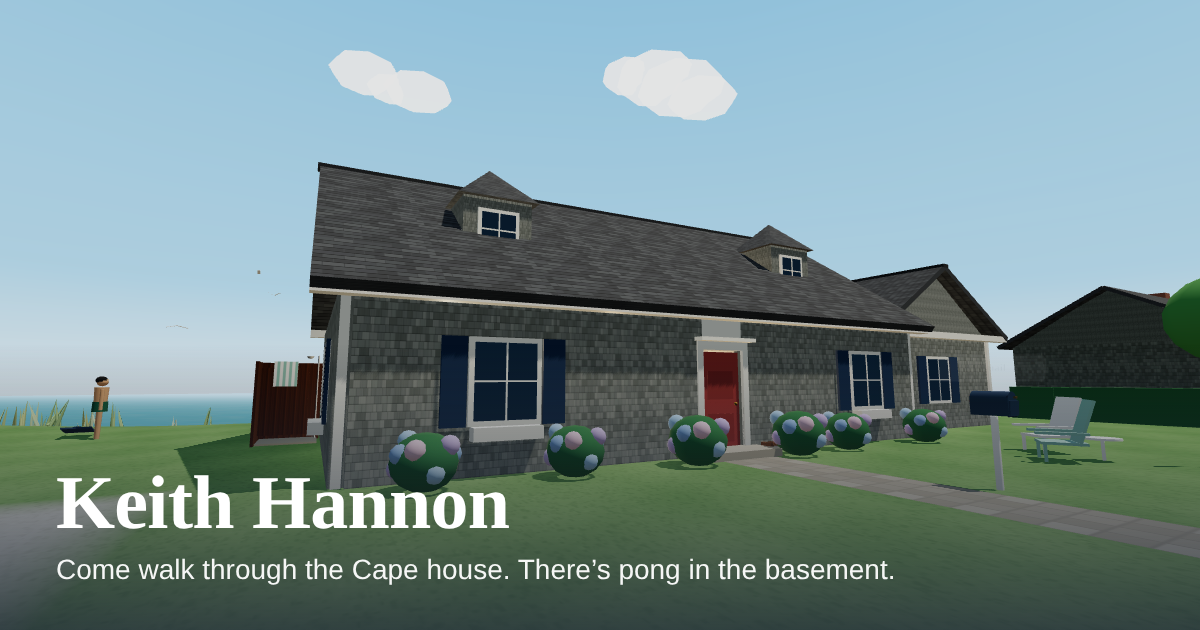 Keith Hannon
Come walk through the Cape house. There’s pong in the basement.